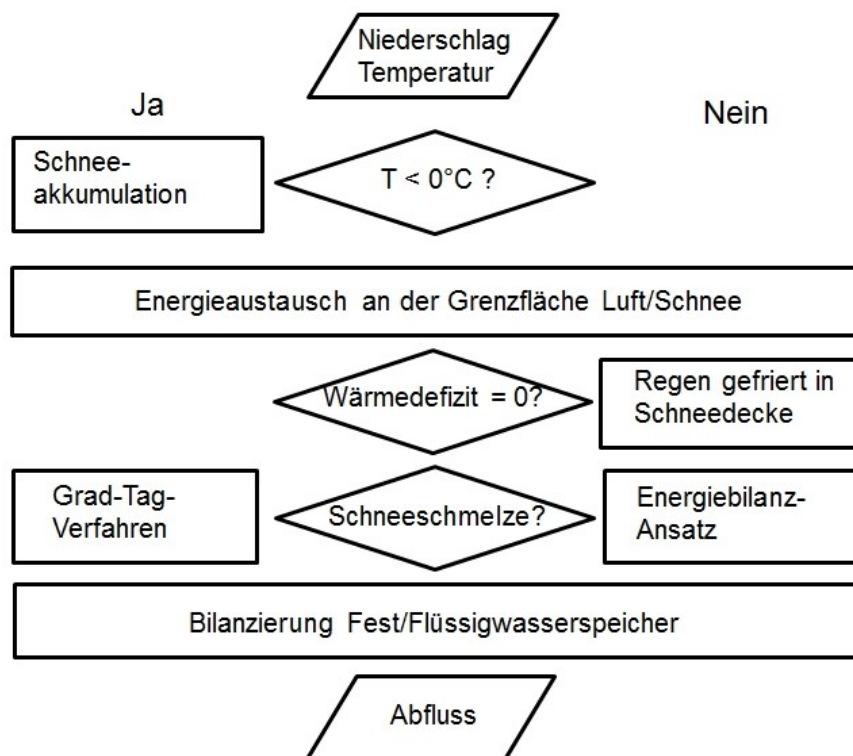 Niederschlag
Temperatur
Ja
Nein
Schnee-
akkumulation
T < 0°C ?
Energieaustausch an der Grenzfläche Luft/Schnee
Wärmedefizit = 0?
Regen gefriert in
Schneedecke
Grad-Tag-
Verfahren
Schneeschmelze?
Energiebilanz-
Ansatz
Bilanzierung Fest/Flüssigwasserspeicher
Abfluss